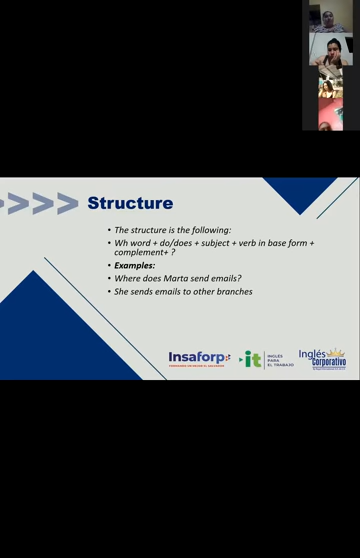 Structure
• The structure is the following:
• Wh word + do/does + subject + verb in base form +
complement+ ?
• Examples:
• Where does Marta send emails?
• She sends emails to other branches
Insaforp
it
INGLÉS
PARA
EL TRABAJO
Inglés
Corporativo